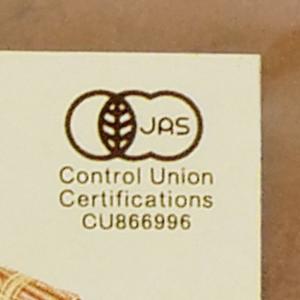 JAS
Control Union
Certifications
CU866996